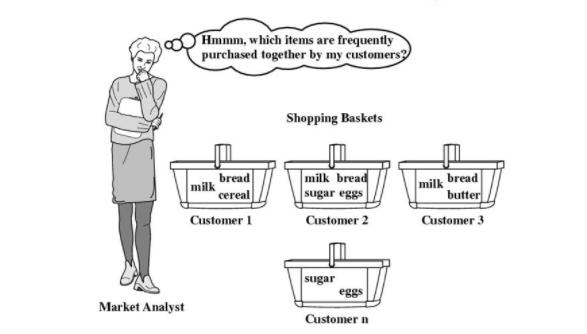 Hmmm, which items are frequently
purchased together by my customers?
Shopping Baskets
milk bread
cereal
milk bread
sugar eggs
milk bread
butter
Customer 1
Customer 2
Customer 3
sugar
eggs
Market Analyst
Customer n